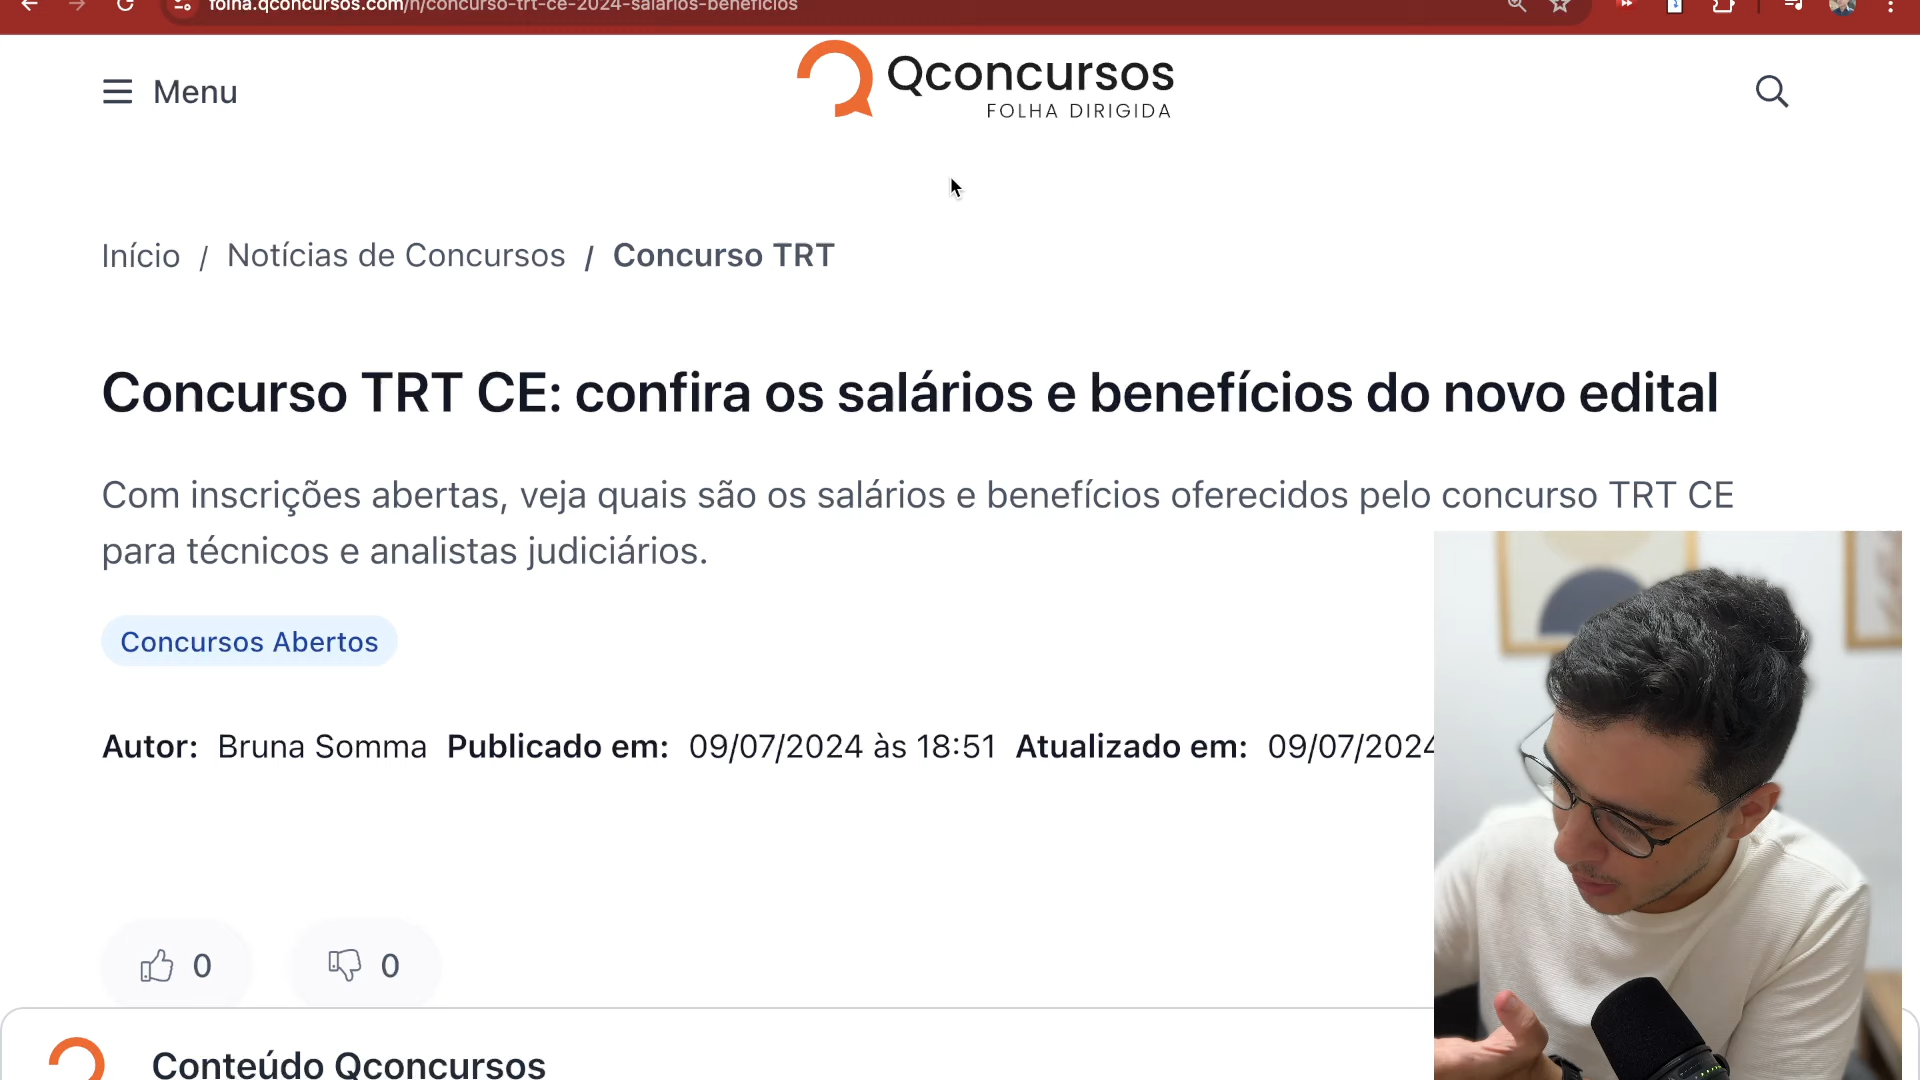 folha.qconcursos.com/n/concurso-trt-ce-2024-salarios-beneficios
Menu
Qconcursos
FOLHA DIRIGIDA
Início / Notícias de Concursos / Concurso TRT
Concurso TRT CE: confira os salários e benefícios do novo edital
Com inscrições abertas, veja quais são os salários e benefícios oferecidos pelo concurso TRT CE
para técnicos e analistas judiciários.
Concursos Abertos
Autor: Bruna Somma Publicado em: 09/07/2024 às 18:51 Atualizado em: 09/07/2024
0
0
Conteúdo Qconcursos